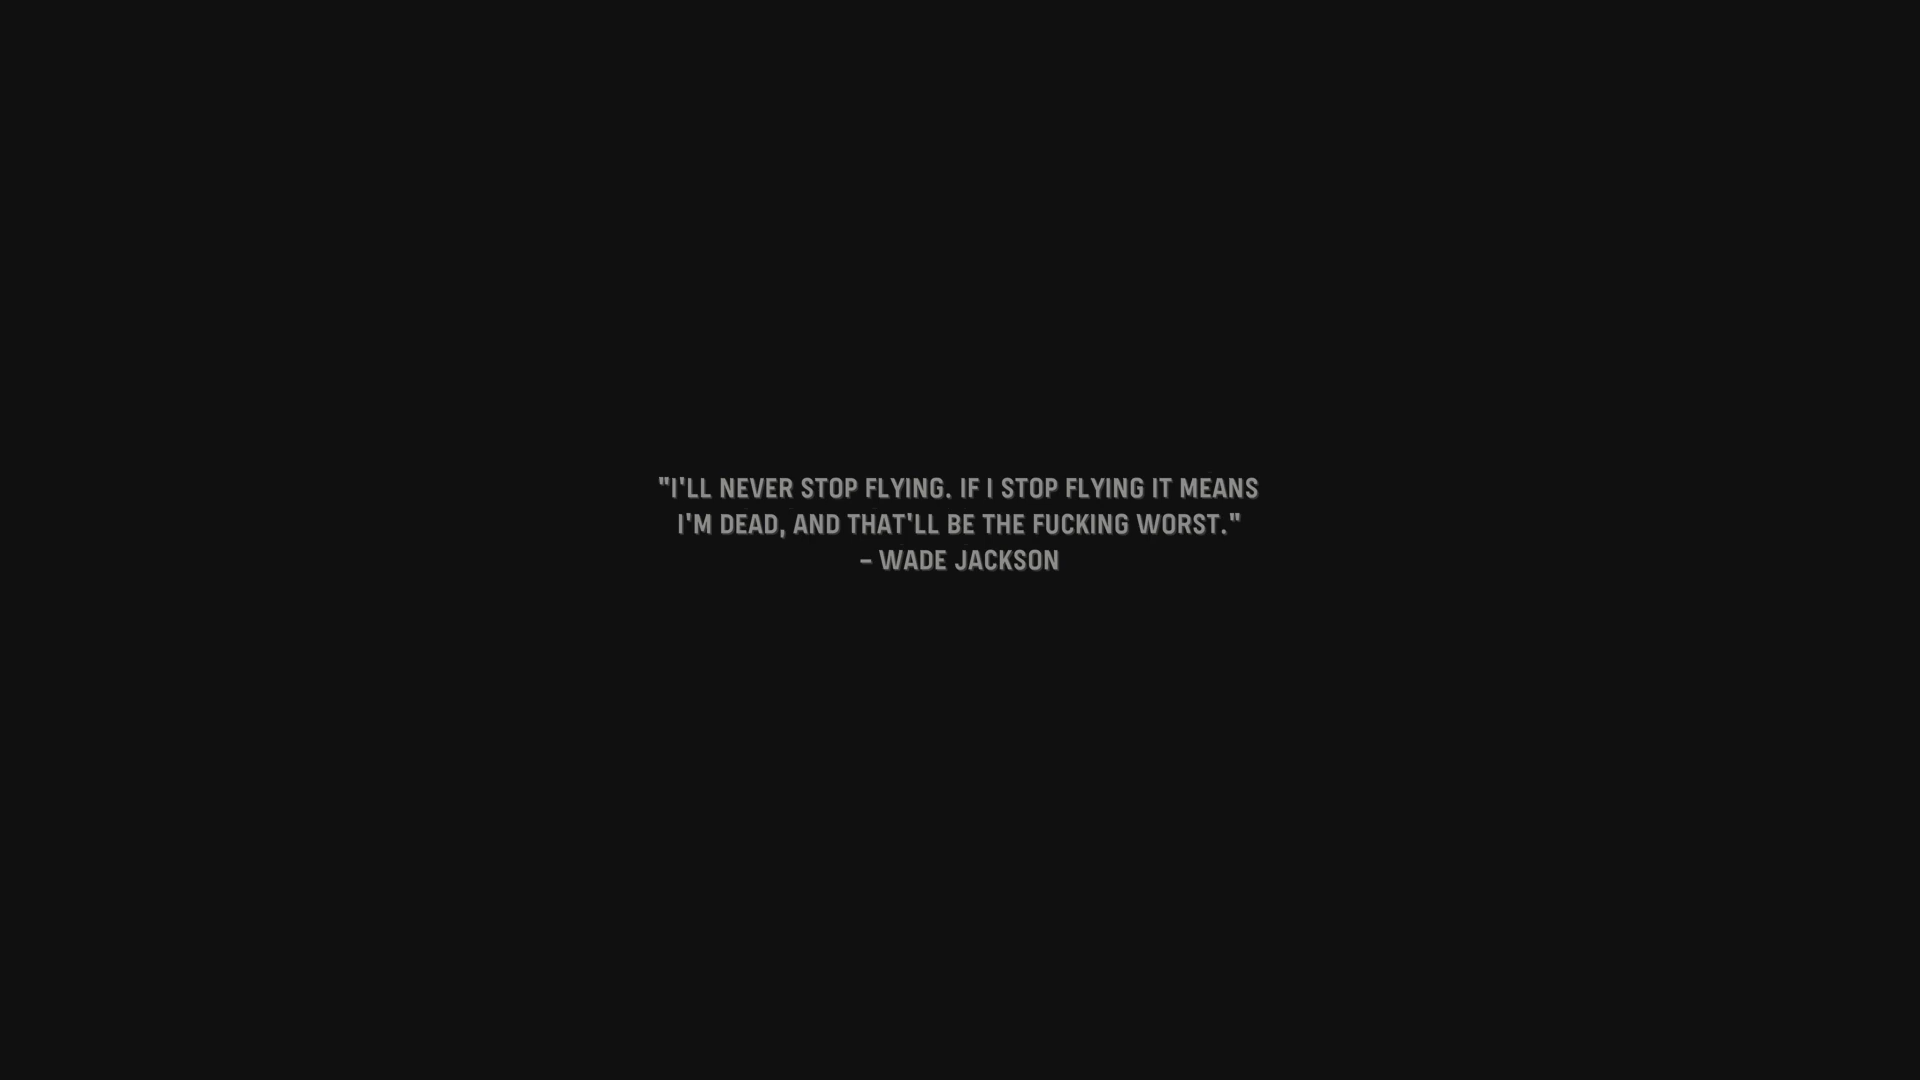 "I'LL NEVER STOP FLYING. IF I STOP FLYING IT MEANS
I'M DEAD, AND THAT'LL BE THE FUCKING WORST."
– WADE JACKSON